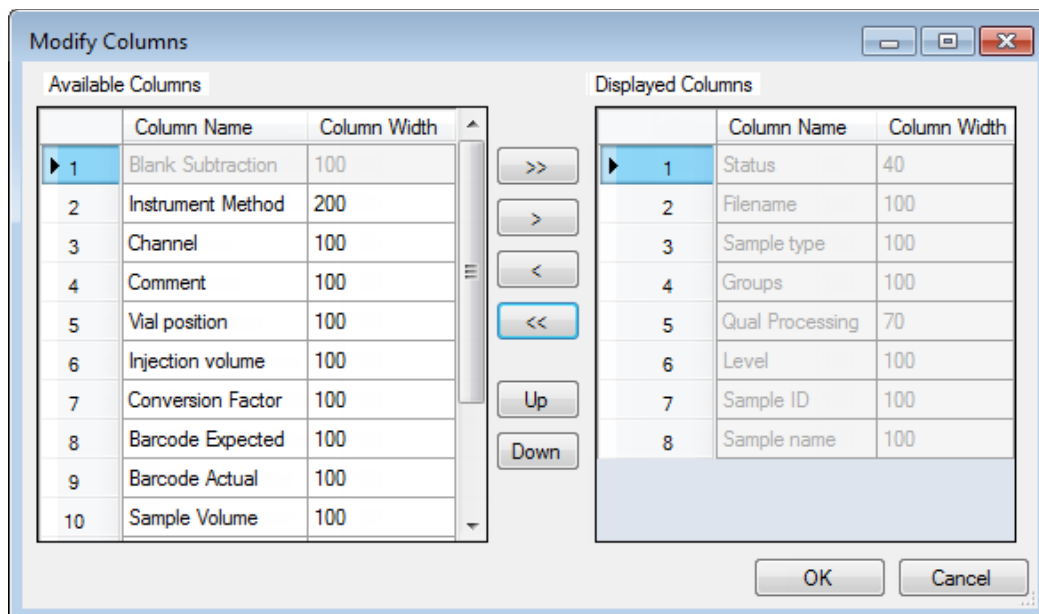 Modify Columns
Available Columns
Column Name Column Width
1 Blank Subtraction 100
2 Instrument Method 200
3 Channel 100
4 Comment 100
5 Vial position 100
6 Injection volume 100
7 Conversion Factor 100
8 Barcode Expected 100
9 Barcode Actual 100
10 Sample Volume 100
>>
>
<
<<
Up
Down
Displayed Columns
Column Name Column Width
1 Status 40
2 Filename 100
3 Sample type 100
4 Groups 100
5 Qual Processing 70
6 Level 100
7 Sample ID 100
8 Sample name 100
OK Cancel